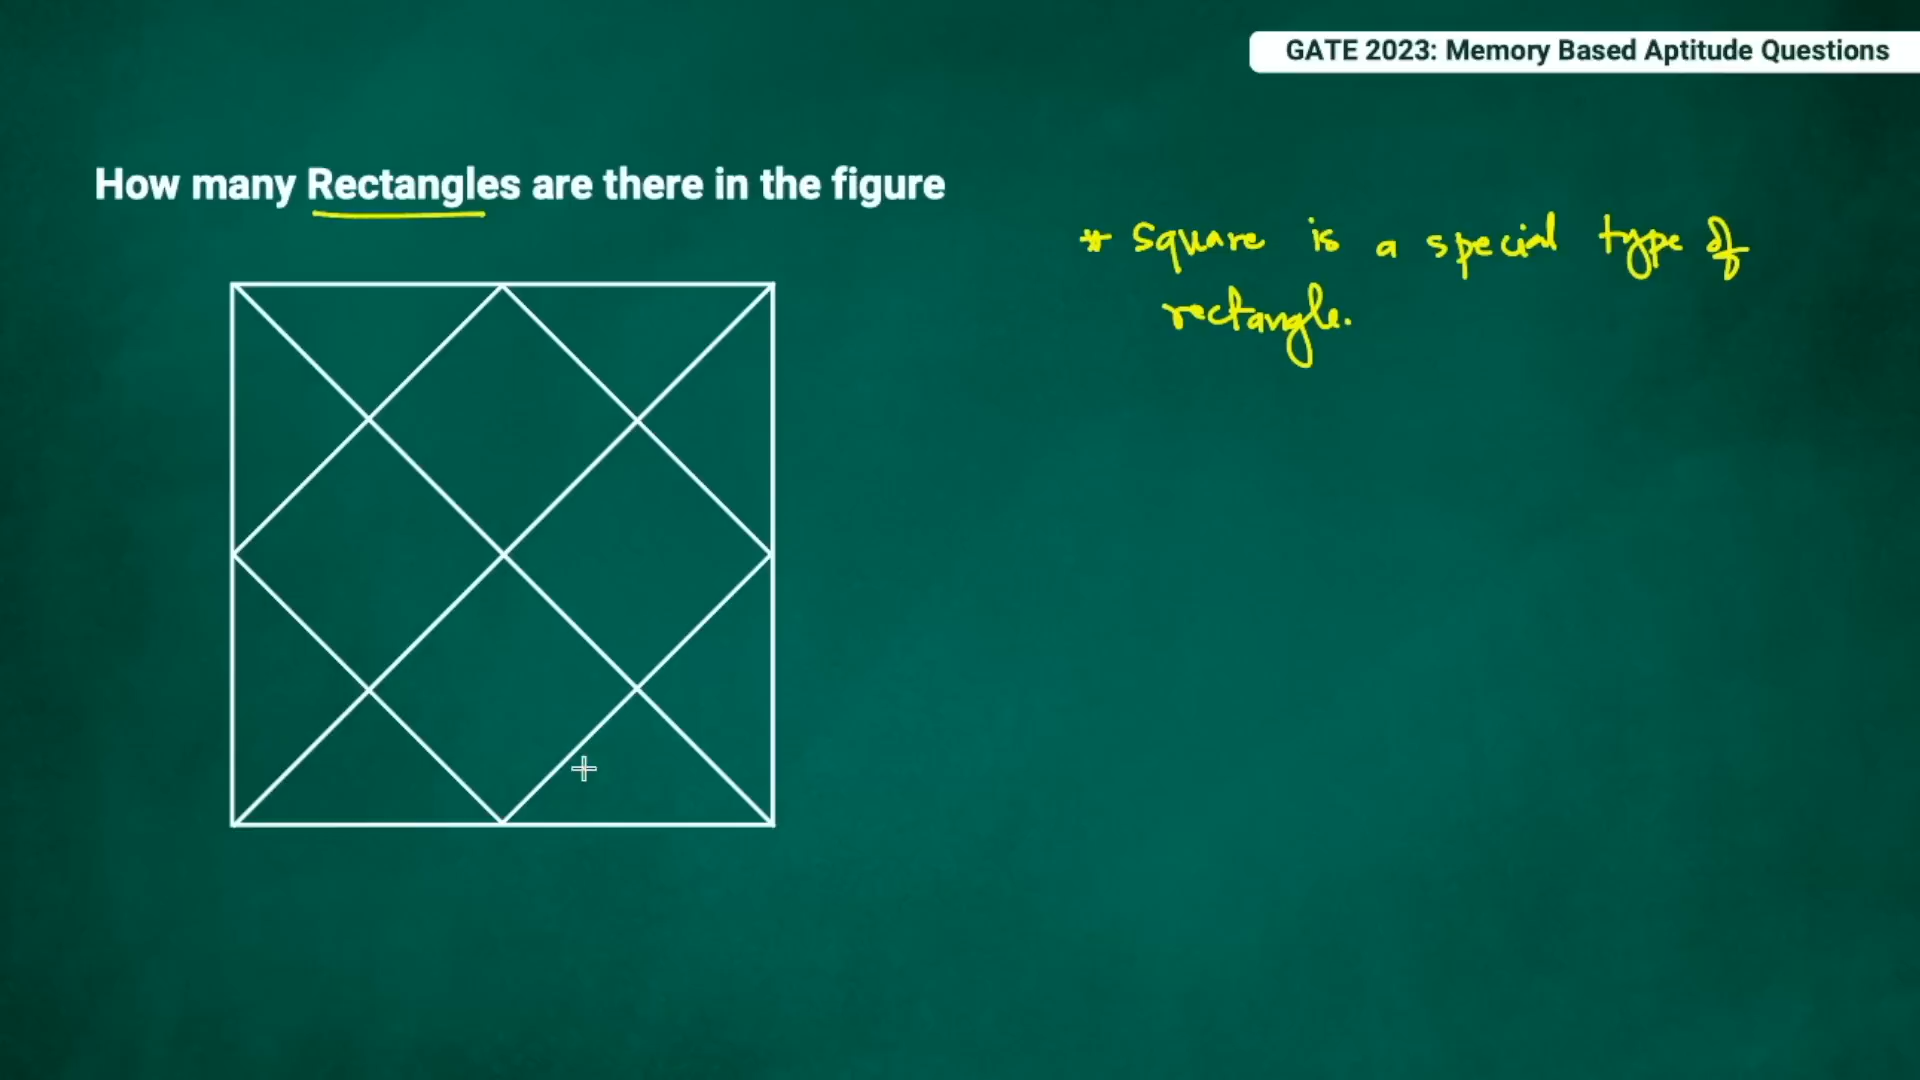 GATE 2023: Memory Based Aptitude Questions
How many Rectangles are there in the figure
* Square is a special type of
rectangle.